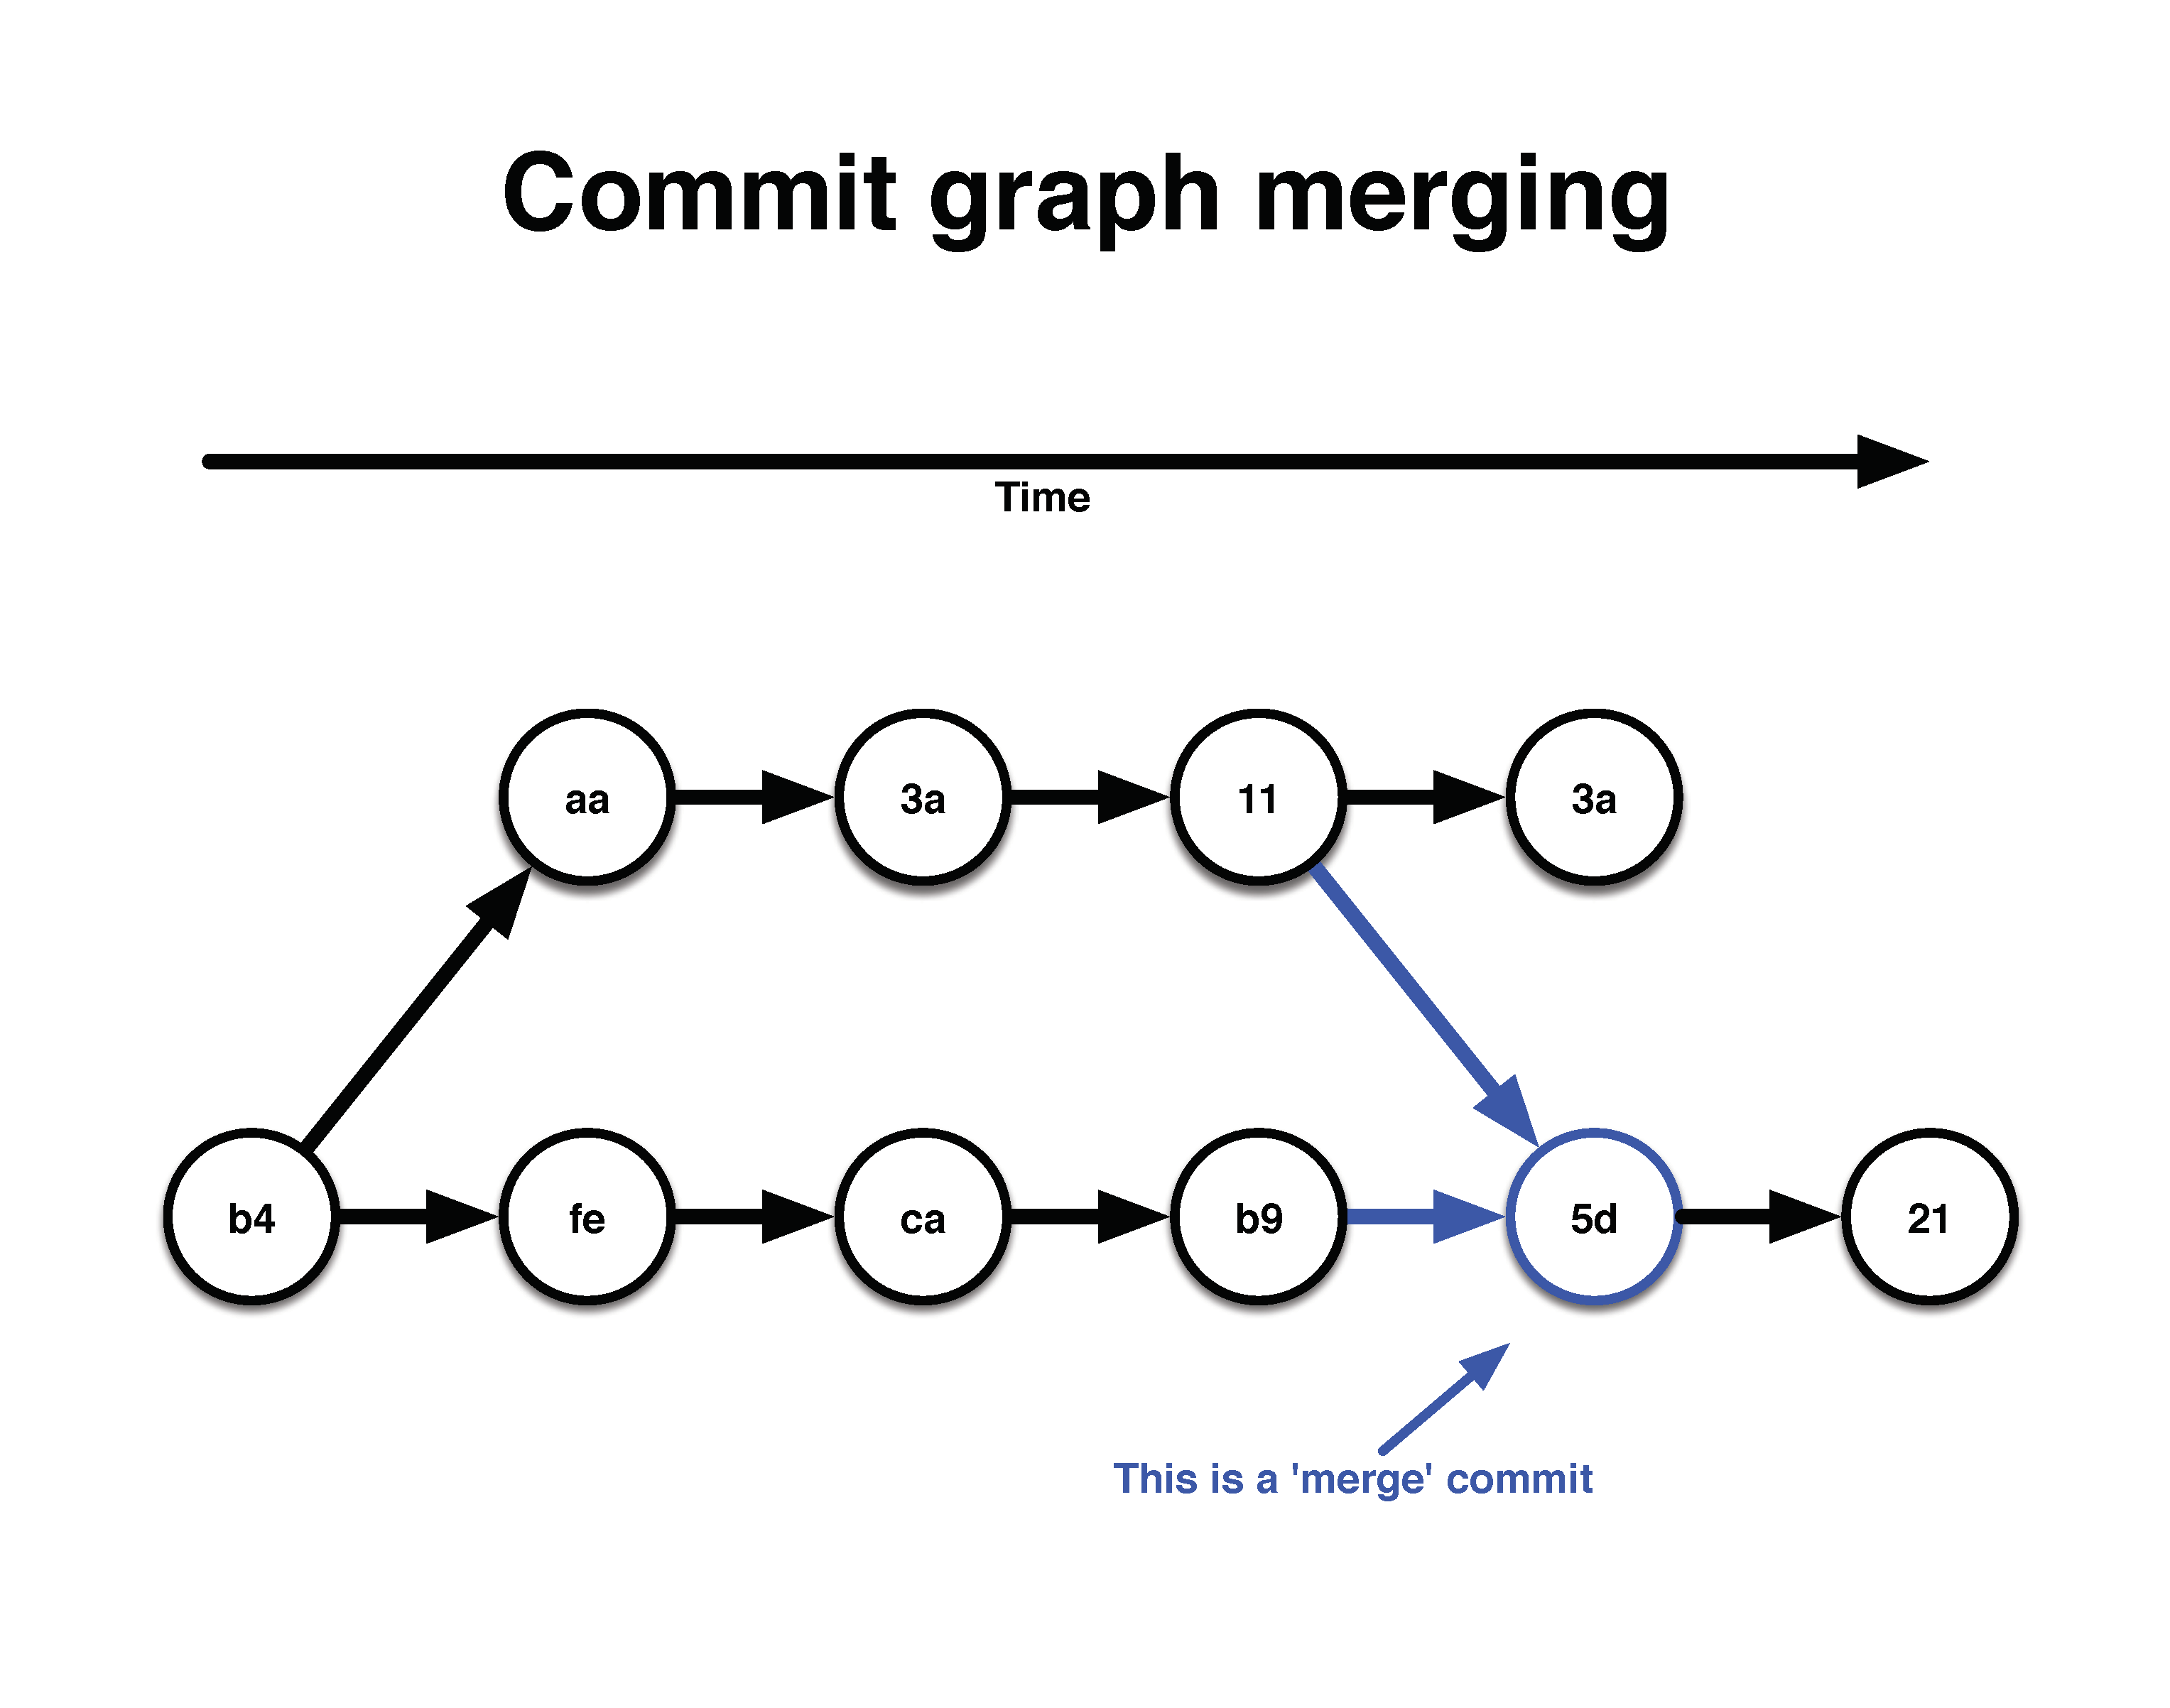 Commit graph merging
Time
aa
3a
11
3a
b4
fe
ca
b9
5d
21
This is a 'merge' commit